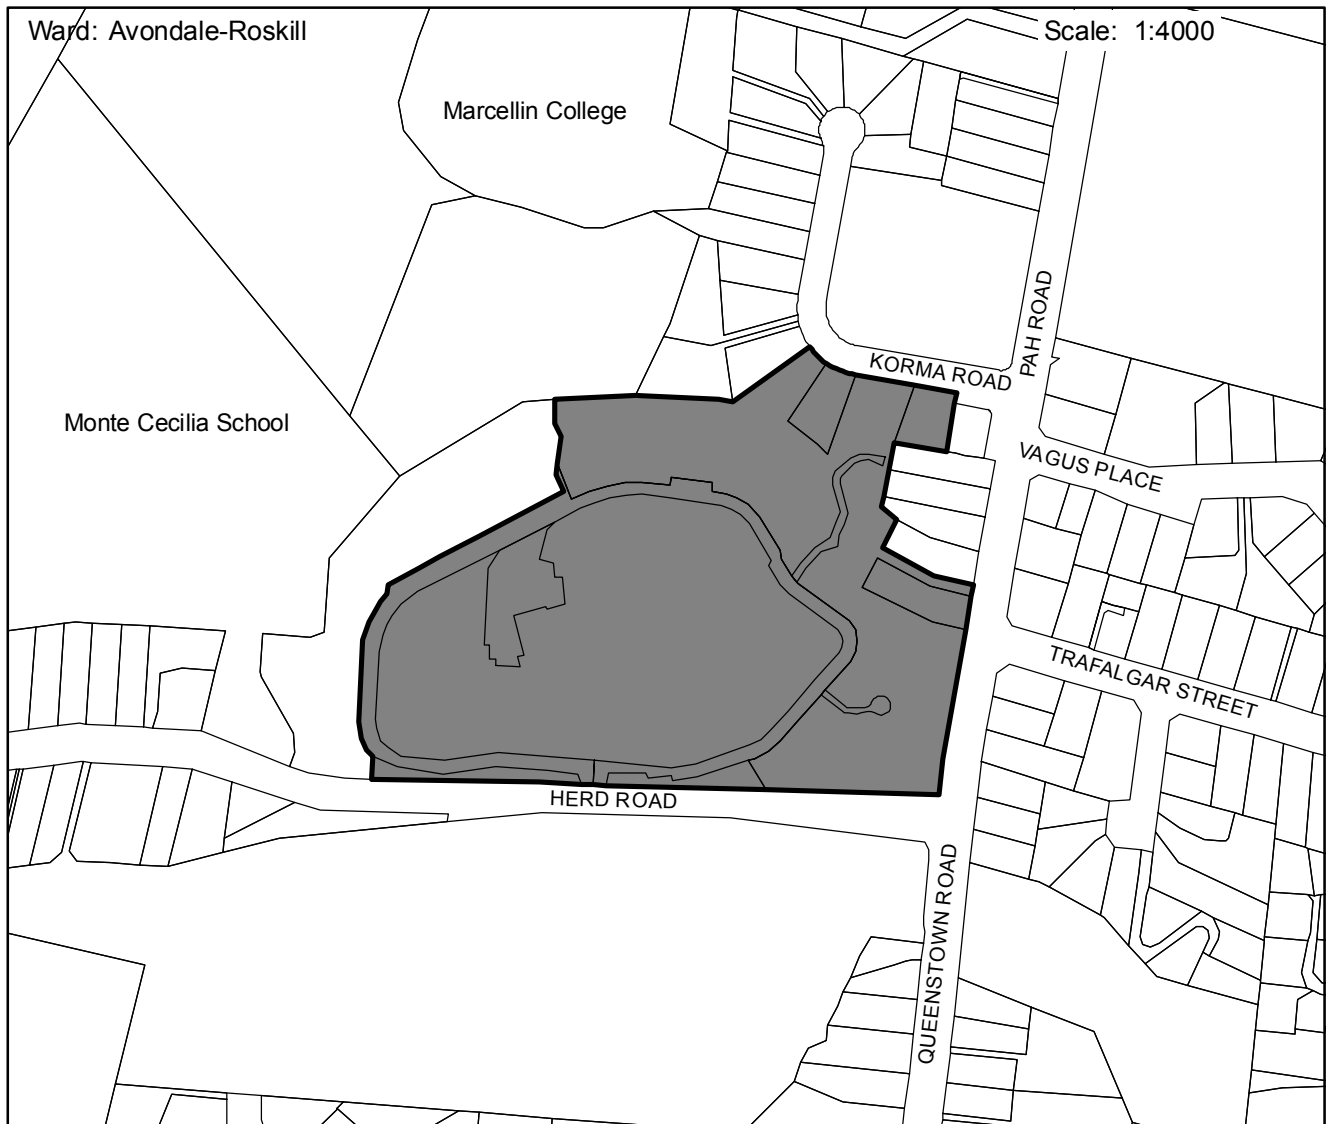 Ward: Avondale-Roskill
Scale: 1:4000
Marcellin College
PAH ROAD
KORMA ROAD
Monte Cecilia School
VAGUS PLACE
TRAFALGAR STREET
HERD ROAD
QUEENSTOWN ROAD